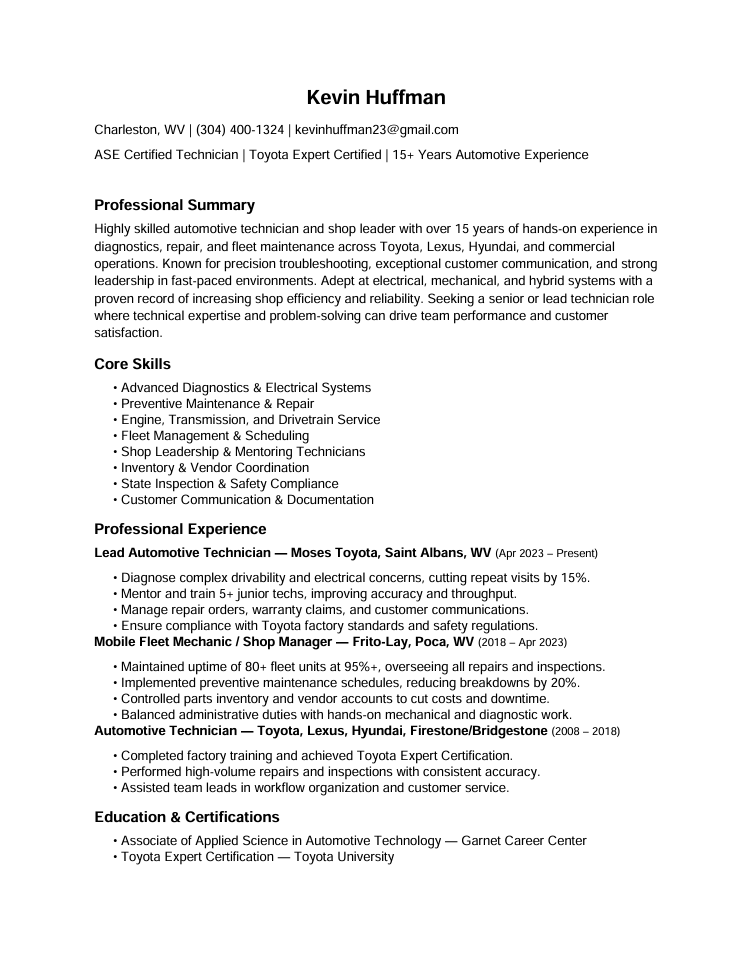 Kevin Huffman
Charleston, WV | (304) 400-1324 | kevinhuffman23@gmail.com
ASE Certified Technician | Toyota Expert Certified | 15+ Years Automotive Experience
Professional Summary
Highly skilled automotive technician and shop leader with over 15 years of hands-on experience in
diagnostics, repair, and fleet maintenance across Toyota, Lexus, Hyundai, and commercial
operations. Known for precision troubleshooting, exceptional customer communication, and strong
leadership in fast-paced environments. Adept at electrical, mechanical, and hybrid systems with a
proven record of increasing shop efficiency and reliability. Seeking a senior or lead technician role
where technical expertise and problem-solving can drive team performance and customer
satisfaction.
Core Skills
• Advanced Diagnostics & Electrical Systems
• Preventive Maintenance & Repair
• Engine, Transmission, and Drivetrain Service
• Fleet Management & Scheduling
• Shop Leadership & Mentoring Technicians
• Inventory & Vendor Coordination
• State Inspection & Safety Compliance
• Customer Communication & Documentation
Professional Experience
Lead Automotive Technician — Moses Toyota, Saint Albans, WV (Apr 2023 – Present)
• Diagnose complex drivability and electrical concerns, cutting repeat visits by 15%.
• Mentor and train 5+ junior techs, improving accuracy and throughput.
• Manage repair orders, warranty claims, and customer communications.
• Ensure compliance with Toyota factory standards and safety regulations.
Mobile Fleet Mechanic / Shop Manager — Frito-Lay, Poca, WV (2018 – Apr 2023)
• Maintained uptime of 80+ fleet units at 95%+, overseeing all repairs and inspections.
• Implemented preventive maintenance schedules, reducing breakdowns by 20%.
• Controlled parts inventory and vendor accounts to cut costs and downtime.
• Balanced administrative duties with hands-on mechanical and diagnostic work.
Automotive Technician — Toyota, Lexus, Hyundai, Firestone/Bridgestone (2008 – 2018)
• Completed factory training and achieved Toyota Expert Certification.
• Performed high-volume repairs and inspections with consistent accuracy.
• Assisted team leads in workflow organization and customer service.
Education & Certifications
• Associate of Applied Science in Automotive Technology — Garnet Career Center
• Toyota Expert Certification — Toyota University